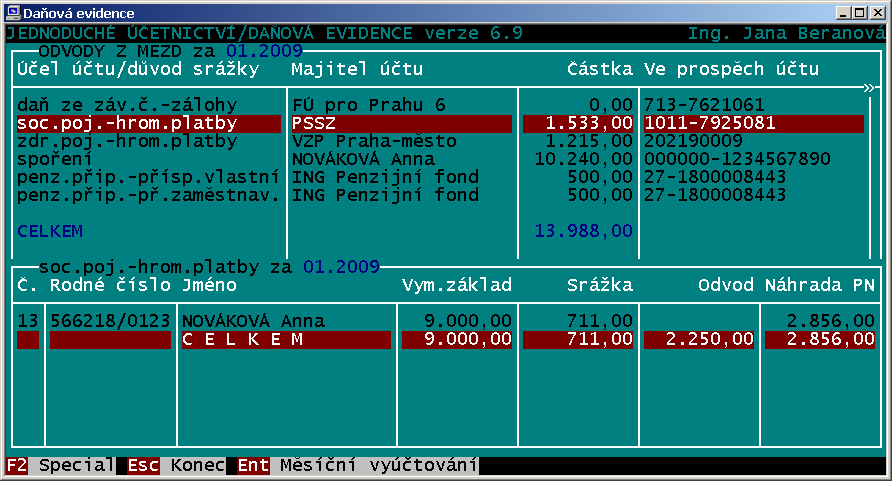 Daňová evidence
JEDNODUCHÉ ÚČETNICTVÍ/DAŇOVÁ EVIDENCE verze 6.9 Ing. Jana Beranová
ODVODY Z MEZD za 01.2009
Účel účtu/důvod srážky Majitel účtu Částka Ve prospěch účtu
»
daň ze záv.č.-zálohy FÚ pro Prahu 6 0,00 713-7621061
soc.poj.-hrom.platby PSSZ 1.533,00 1011-7925081
zdr.poj.-hrom.platby VZP Praha-město 1.215,00 202190009
spoření NOVÁKOVÁ Anna 10.240,00 000000-1234567890
penz.přip.-přísp.vlastní ING Penzijní fond 500,00 27-1800008443
penz.přip.-př.zaměstnav. ING Penzijní fond 500,00 27-1800008443
CELKEM 13.988,00
soc.poj.-hrom.platby za 01.2009
Č. Rodné číslo Jméno Vym.základ Srážka Odvod Náhrada PN
13 566218/0123 NOVÁKOVÁ Anna 9.000,00 711,00 2.856,00
C E L K E M 9.000,00 711,00 2.250,00 2.856,00
F2 Special Esc Konec Ent Měsíční vyúčtování